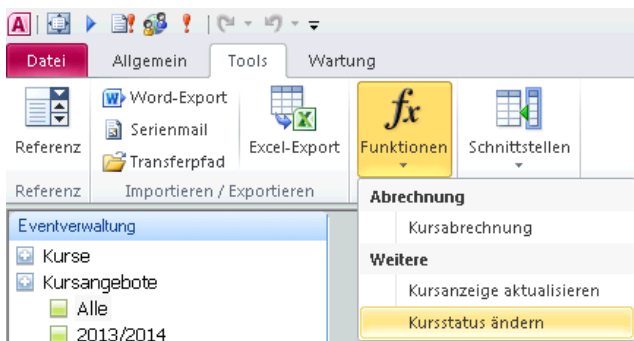 Datei Allgemein Tools Wartung
Word-Export
Serienmail
Transferpfad
Referenz
Excel-Export
Funktionen
Schnittstellen
Referenz
Importieren / Exportieren
Abrechnung
Kursabrechnung
Weitere
Kursanzeige aktualisieren
Kursstatus ändern
Eventverwaltung
Kurse
Kursangebote
Alle
2013/2014